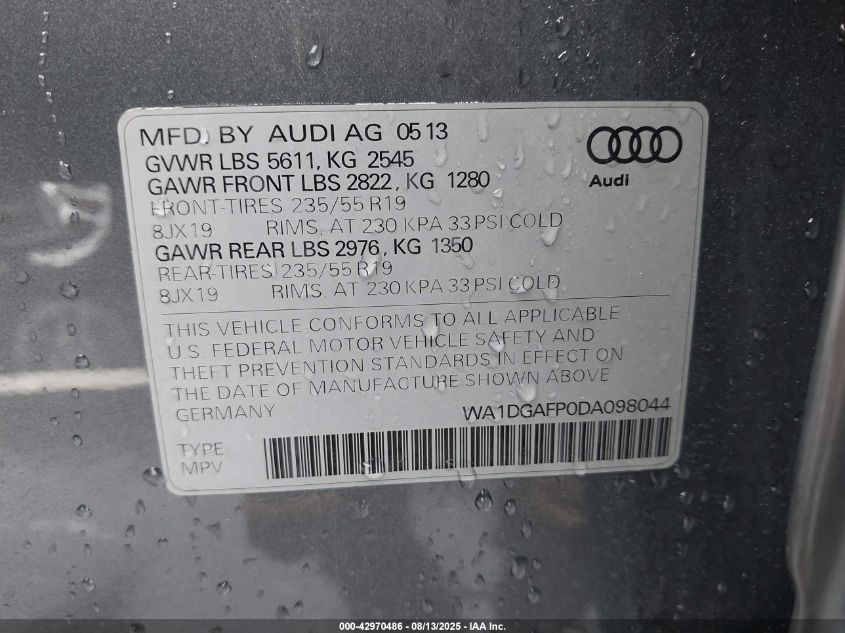 MFD. BY AUDI AG 05 13
GVWR LBS 5611, KG 2545
GAWR FRONT LBS 2822, KG 1280
FRONT-TIRES 235/55 R19
8JX19 RIMS, AT 230 KPA 33 PSI COLD
GAWR REAR LBS 2976, KG 1350
REAR-TIRES 235/55 R19
8JX19 RIMS, AT 230 KPA 33 PSI COLD
Audi
THIS VEHICLE CONFORMS TO ALL APPLICABLE
U.S. FEDERAL MOTOR VEHICLE SAFETY AND
THEFT PREVENTION STANDARDS IN EFFECT ON
THE DATE OF MANUFACTURE SHOWN ABOVE
GERMANY WA1DGAFP0DA098044
TYPE
MPV
000-42970486 - 08/13/2025 - IAA Inc.